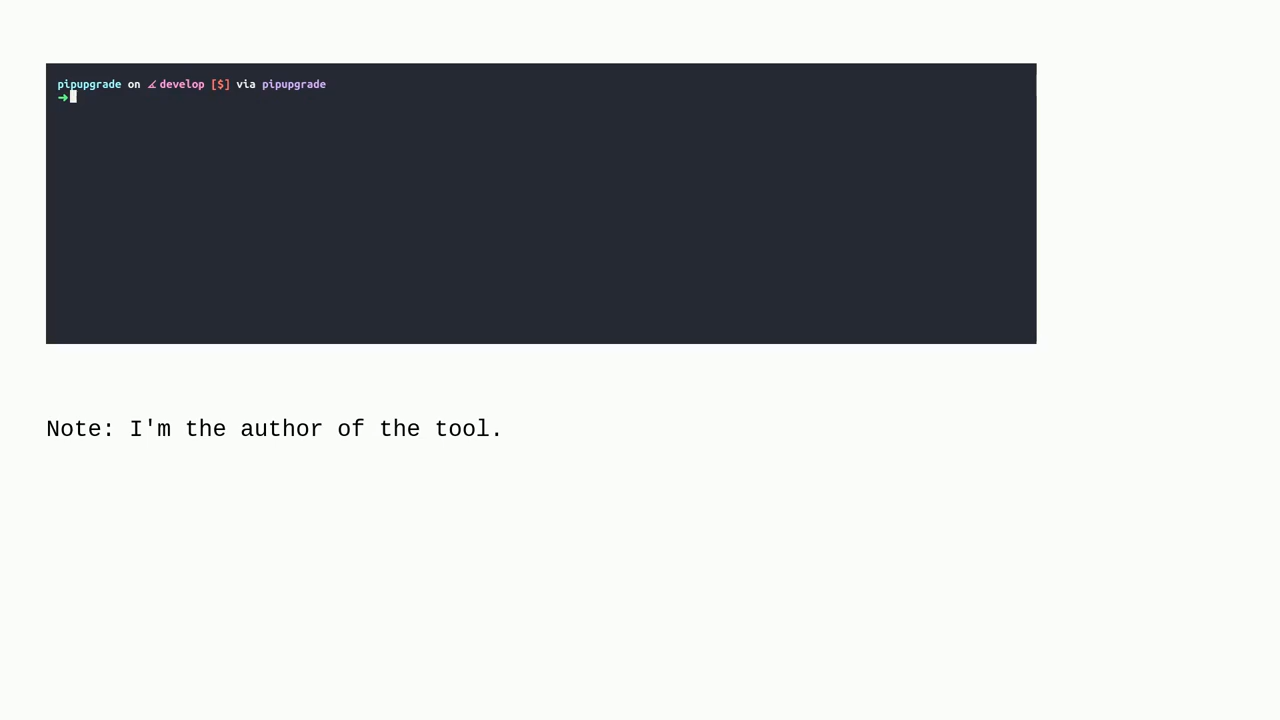 pipupgrade on ⦨ develop [$] via pipupgrade
➜
Note: I'm the author of the tool.